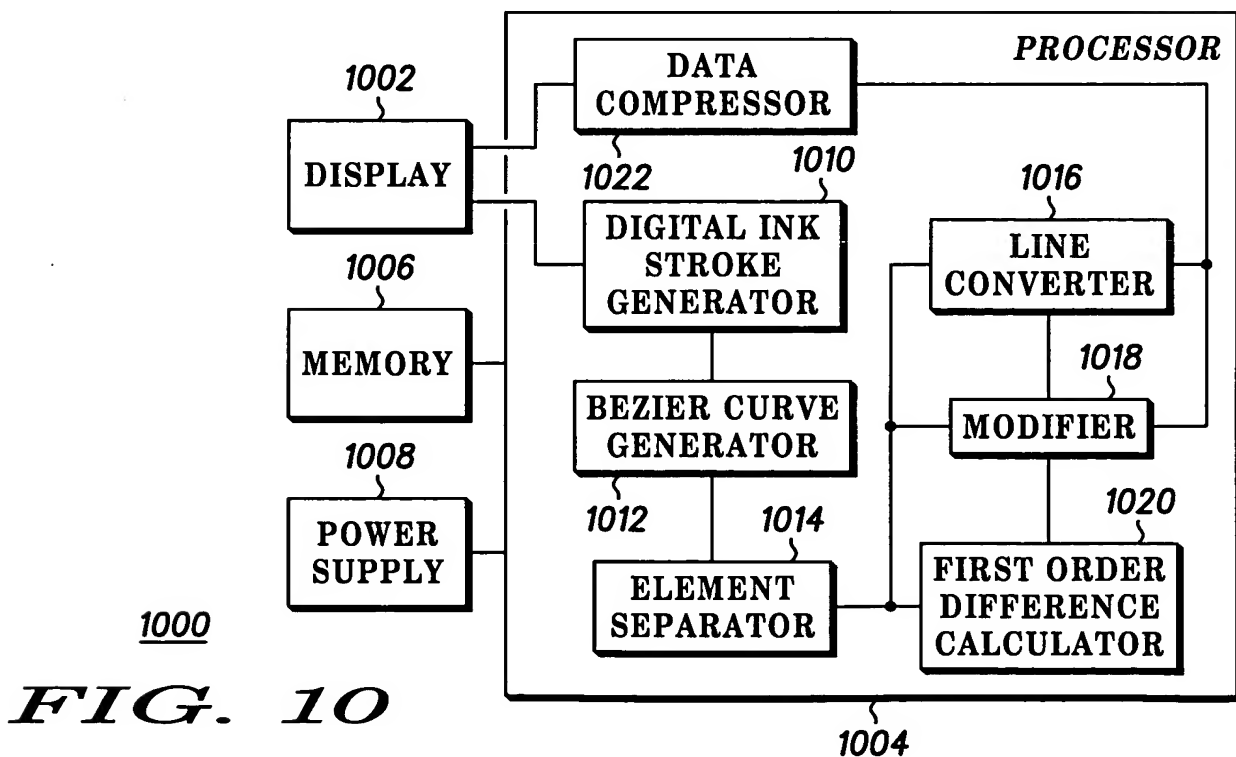 PROCESSOR
1002
DISPLAY
1006
MEMORY
1008
POWER
SUPPLY
DATA
COMPRESSOR
1022
1010
DIGITAL INK
STROKE
GENERATOR
BEZIER CURVE
GENERATOR
1012
1014
ELEMENT
SEPARATOR
1016
LINE
CONVERTER
1018
MODIFIER
1020
FIRST ORDER
DIFFERENCE
CALCULATOR
1004
1000
FIG. 10